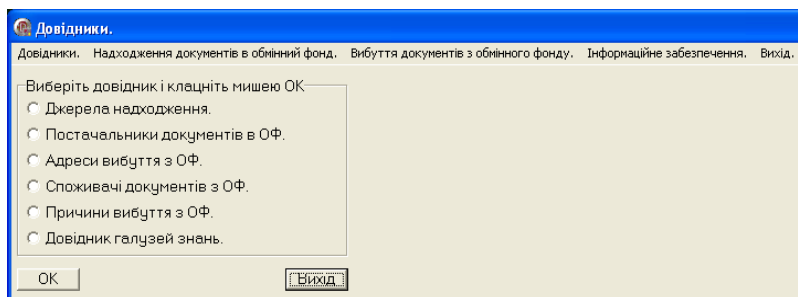 Довідники.
Довідники. Надходження документів в обмінний фонд. Вибуття документів з обмінного фонду. Інформаційне забезпечення. Вихід.
Виберіть довідник і клацніть мишею ОК
Джерела надходження.
Постачальники документів в ОФ.
Адреси вибуття з ОФ.
Споживачі документів з ОФ.
Причини вибуття з ОФ.
Довідник галузей знань.
OK Вихід